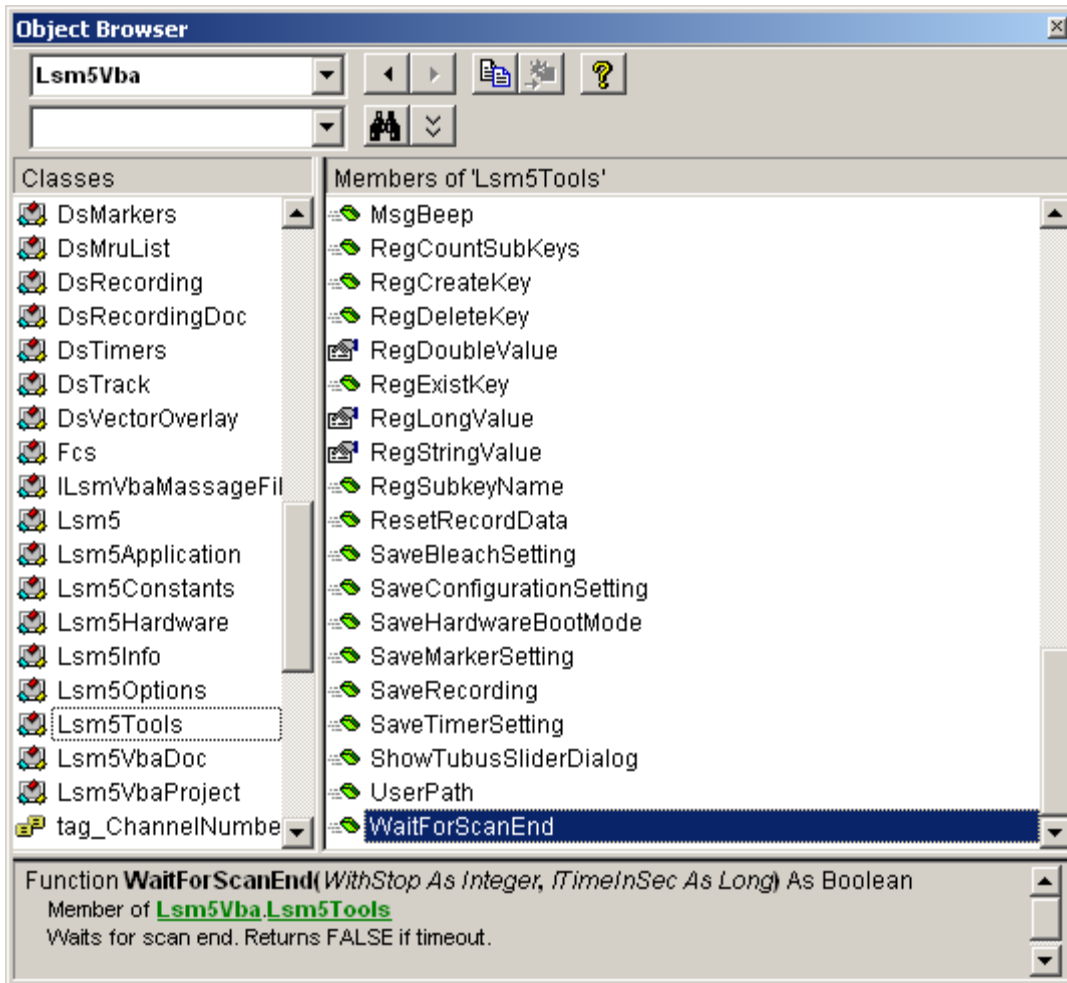 Object Browser
Lsm5Vba
Classes
Members of 'Lsm5Tools'
DsMarkers
DsMruList
DsRecording
DsRecordingDoc
DsTimers
DsTrack
DsVectorOverlay
Fcs
ILsmVbaMassageFil
Lsm5
Lsm5Application
Lsm5Constants
Lsm5Hardware
Lsm5Info
Lsm5Options
Lsm5Tools
Lsm5VbaDoc
Lsm5VbaProject
tag_ChannelNumbe
MsgBeep
RegCountSubKeys
RegCreateKey
RegDeleteKey
RegDoubleValue
RegExistKey
RegLongValue
RegStringValue
RegSubkeyName
ResetRecordData
SaveBleachSetting
SaveConfigurationSetting
SaveHardwareBootMode
SaveMarkerSetting
SaveRecording
SaveTimerSetting
ShowTubusSliderDialog
UserPath
WaitForScanEnd
Function WaitForScanEnd(WithStop As Integer, lTimeInSec As Long) As Boolean
Member of Lsm5Vba.Lsm5Tools
Waits for scan end. Returns FALSE if timeout.